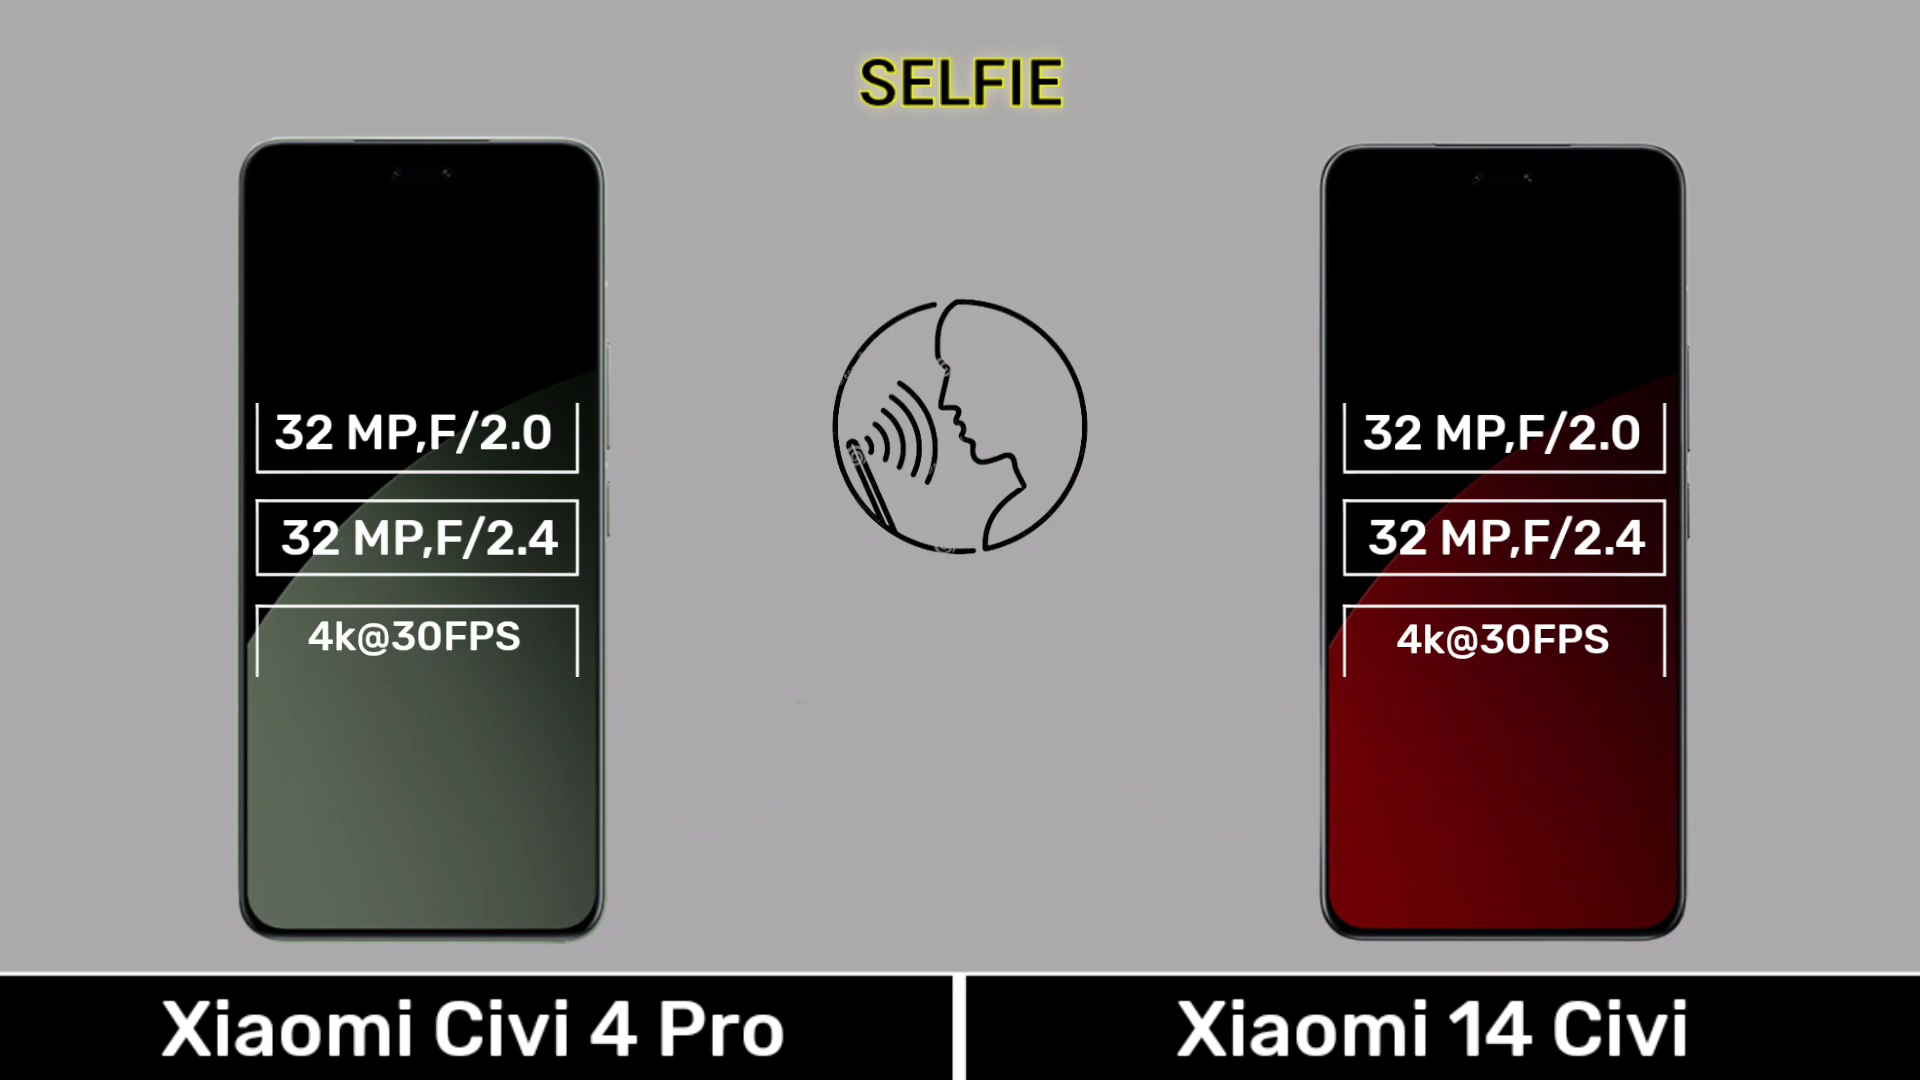 SELFIE
32 MP,F/2.0
32 MP,F/2.4
4k@30FPS
32 MP,F/2.0
32 MP,F/2.4
4k@30FPS
Xiaomi Civi 4 Pro
Xiaomi 14 Civi